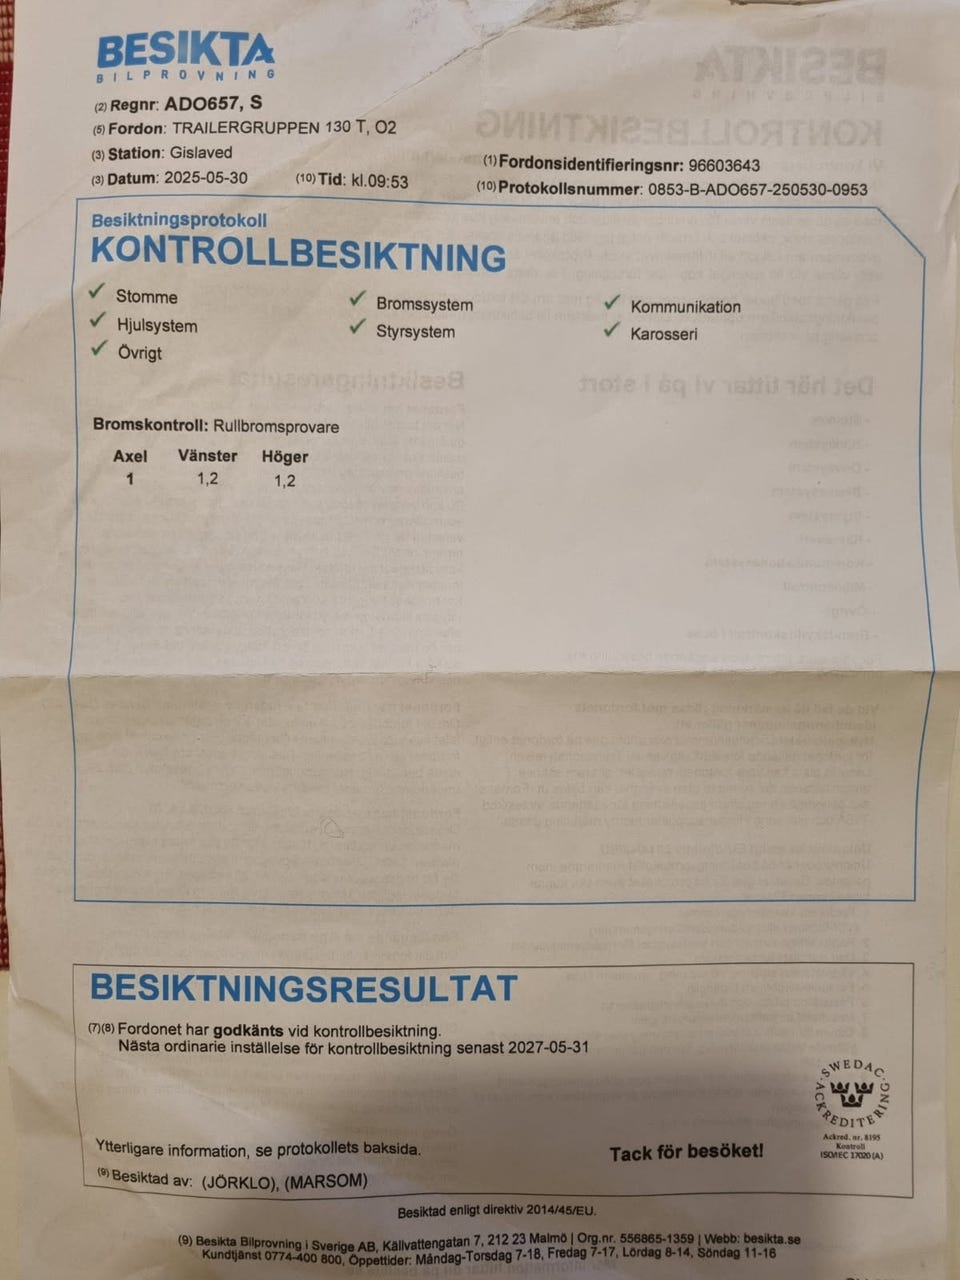 BESIKTA
BILPROVNING
(2) Regnr: ADO657, S
(5) Fordon: TRAILERGRUPPEN 130 T, O2
(3) Station: Gislaved
(1) Fordonsidentifieringsnr: 96603643
(3) Datum: 2025-05-30 (10) Tid: kl.09:53
(10) Protokollsnummer: 0853-B-ADO657-250530-0953
Besiktningsprotokoll
KONTROLLBESIKTNING
✓ Stomme ✓ Bromssystem ✓ Kommunikation
✓ Hjulsystem ✓ Styrsystem ✓ Karosseri
✓ Övrigt
Bromskontroll: Rullbromsprovare
Axel Vänster Höger
1 1,2 1,2
BESIKTNINGSRESULTAT
(7)(8) Fordonet har godkänts vid kontrollbesiktning.
Nästa ordinarie inställelse för kontrollbesiktning senast 2027-05-31
SWEDAC
ACKREDITERING
Ackred. nr. 8195
Kontroll
ISO/IEC 17020 (A)
Ytterligare information, se protokollets baksida.
Tack för besöket!
(9) Besiktad av: (JÖRKLO), (MARSOM)
Besiktad enligt direktiv 2014/45/EU.
(9) Besikta Bilprovning i Sverige AB, Källvattengatan 7, 212 23 Malmö | Org.nr. 556865-1359 | Webb: besikta.se
Kundtjänst 0774-400 800, Öppettider: Måndag-Torsdag 7-18, Fredag 7-17, Lördag 8-14, Söndag 11-16